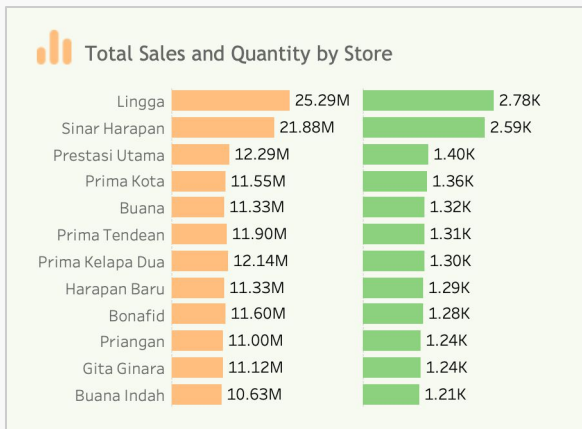 Total Sales and Quantity by Store
Lingga 25.29M 2.78K
Sinar Harapan 21.88M 2.59K
Prestasi Utama 12.29M 1.40K
Prima Kota 11.55M 1.36K
Buana 11.33M 1.32K
Prima Tendean 11.90M 1.31K
Prima Kelapa Dua 12.14M 1.30K
Harapan Baru 11.33M 1.29K
Bonafid 11.60M 1.28K
Priangan 11.00M 1.24K
Gita Ginara 11.12M 1.24K
Buana Indah 10.63M 1.21K